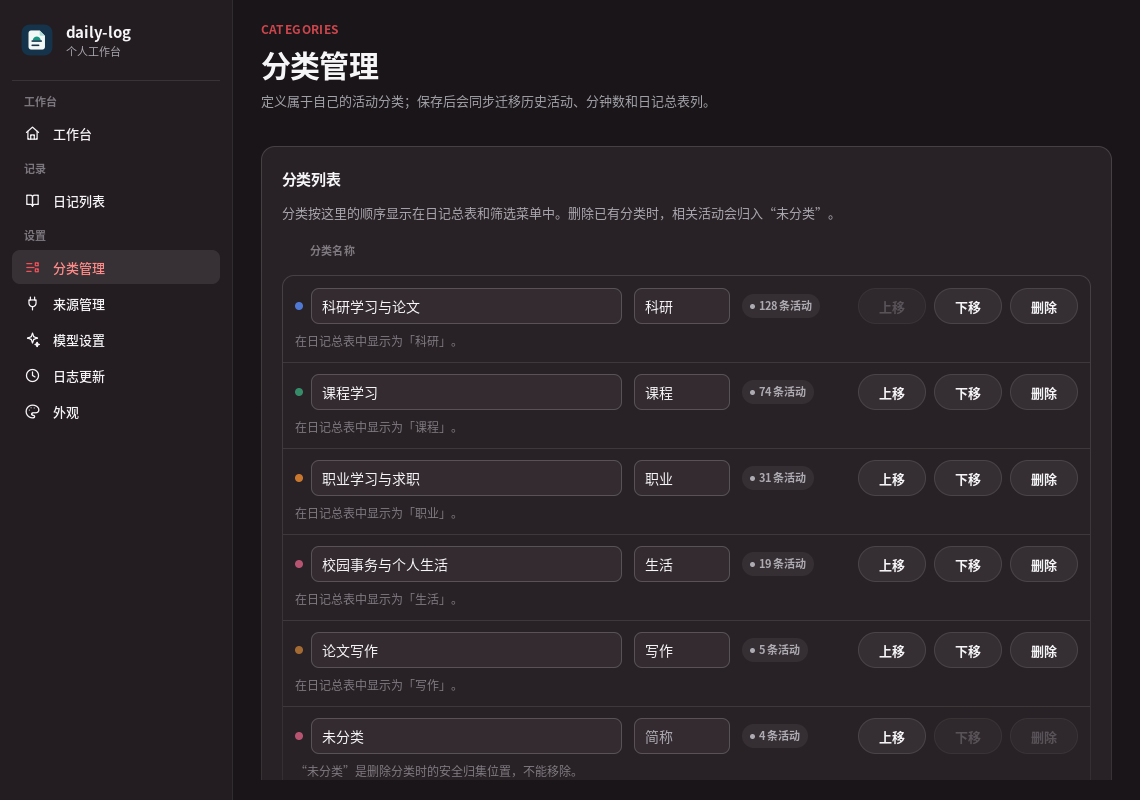 daily-log
个人工作台
工作台
工作台
记录
日记列表
设置
分类管理
来源管理
模型设置
日志更新
外观
CATEGORIES
分类管理
定义属于自己的活动分类；保存后会同步迁移历史活动、分钟数和日记总表列。
分类列表
分类按这里的顺序显示在日记总表和筛选菜单中。删除已有分类时，相关活动会归入“未分类”。
分类名称
科研学习与论文 科研 128 条活动 上移 下移 删除
在日记总表中显示为「科研」。
课程学习 课程 74 条活动 上移 下移 删除
在日记总表中显示为「课程」。
职业学习与求职 职业 31 条活动 上移 下移 删除
在日记总表中显示为「职业」。
校园事务与个人生活 生活 19 条活动 上移 下移 删除
在日记总表中显示为「生活」。
论文写作 写作 5 条活动 上移 下移 删除
在日记总表中显示为「写作」。
未分类 简称 4 条活动 上移 下移 删除
“未分类”是删除分类时的安全归集位置，不能移除。